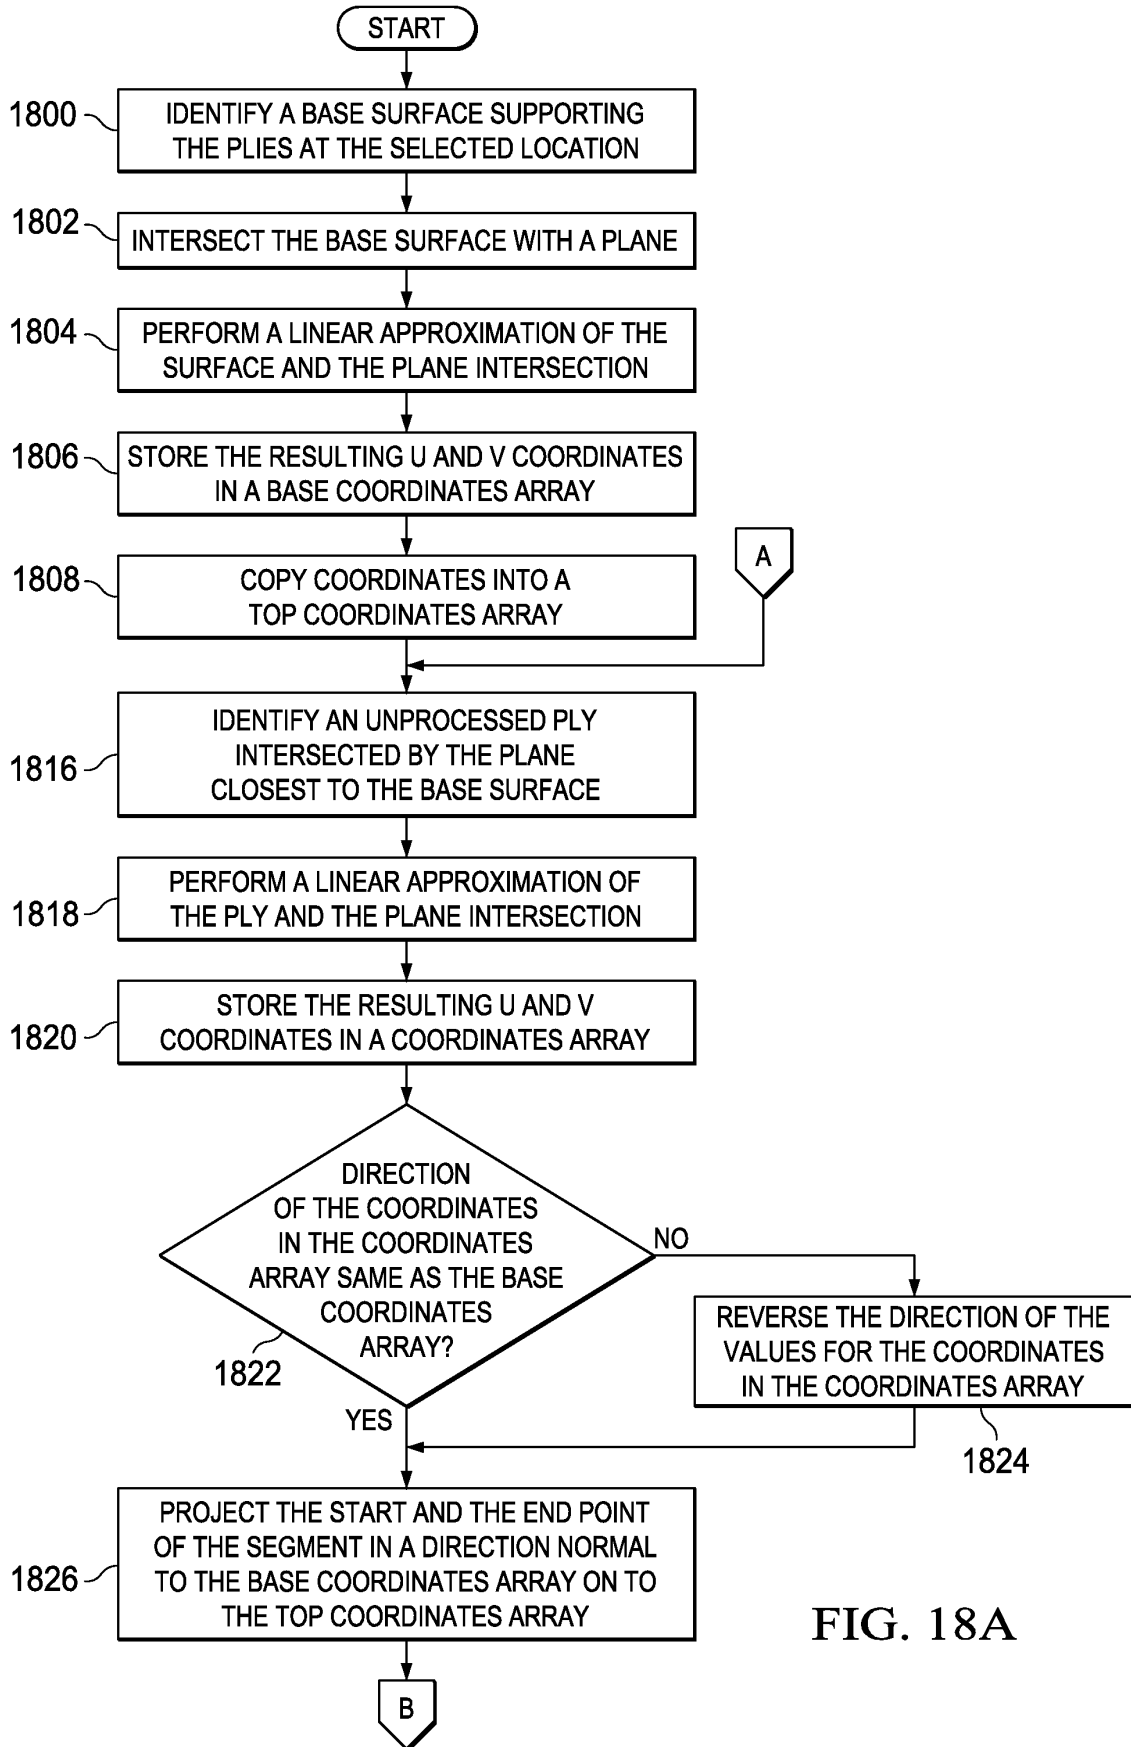 START
1800
IDENTIFY A BASE SURFACE SUPPORTING
THE PLIES AT THE SELECTED LOCATION
1802
INTERSECT THE BASE SURFACE WITH A PLANE
1804
PERFORM A LINEAR APPROXIMATION OF THE
SURFACE AND THE PLANE INTERSECTION
1806
STORE THE RESULTING U AND V COORDINATES
IN A BASE COORDINATES ARRAY
1808
COPY COORDINATES INTO A
TOP COORDINATES ARRAY
A
1816
IDENTIFY AN UNPROCESSED PLY
INTERSECTED BY THE PLANE
CLOSEST TO THE BASE SURFACE
1818
PERFORM A LINEAR APPROXIMATION OF
THE PLY AND THE PLANE INTERSECTION
1820
STORE THE RESULTING U AND V
COORDINATES IN A COORDINATES ARRAY
DIRECTION
OF THE COORDINATES
IN THE COORDINATES
ARRAY SAME AS THE BASE
COORDINATES
ARRAY?
1822
NO
REVERSE THE DIRECTION OF THE
VALUES FOR THE COORDINATES
IN THE COORDINATES ARRAY
1824
YES
1826
PROJECT THE START AND THE END POINT
OF THE SEGMENT IN A DIRECTION NORMAL
TO THE BASE COORDINATES ARRAY ON TO
THE TOP COORDINATES ARRAY
B
FIG. 18A